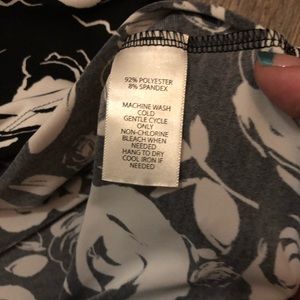 92% POLYESTER
8% SPANDEX
MACHINE WASH
COLD
GENTLE CYCLE
ONLY
NON-CHLORINE
BLEACH WHEN
NEEDED
HANG TO DRY
COOL IRON IF
NEEDED